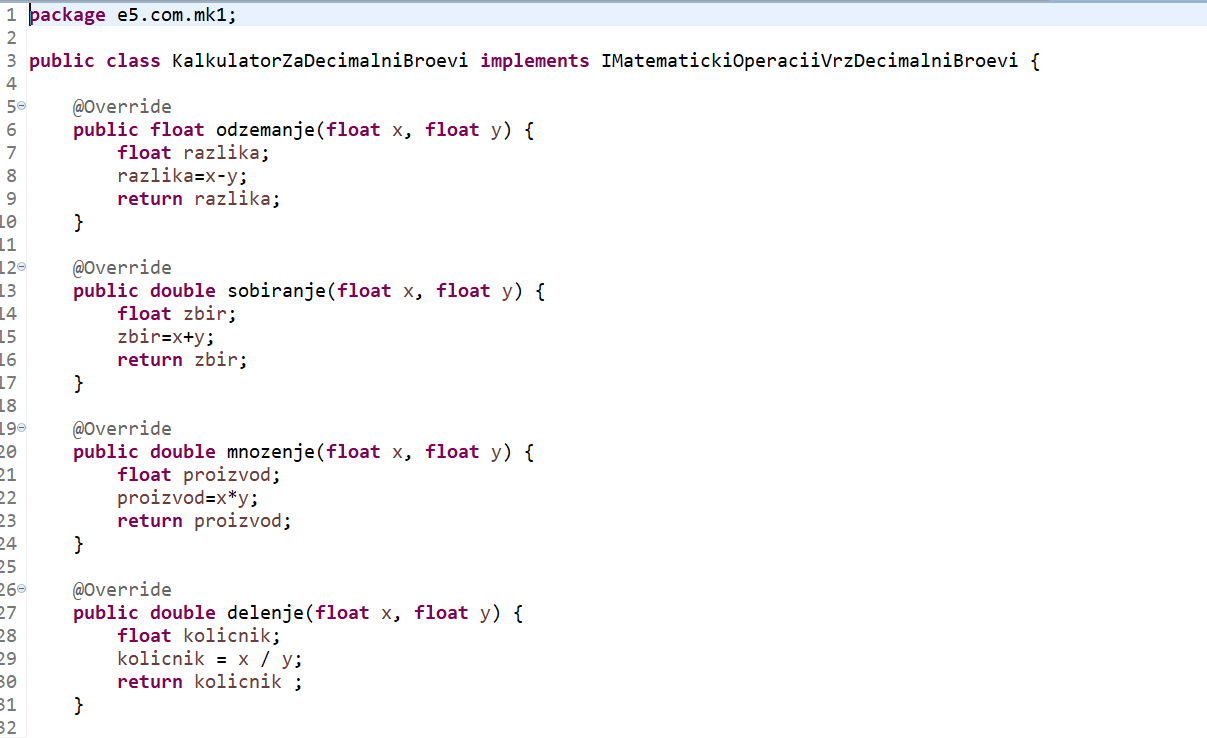 1 package e5.com.mk1;
2
3 public class KalkulatorZaDecimalniBroevi implements IMatematickiOperaciiVrzDecimalniBroevi {
4
5 @Override
6 public float odzemanje(float x, float y) {
7 float razlika;
8 razlika=x-y;
9 return razlika;
10 }
11
12 @Override
13 public double sobiranje(float x, float y) {
14 float zbir;
15 zbir=x+y;
16 return zbir;
17 }
18
19 @Override
20 public double mnozenje(float x, float y) {
21 float proizvod;
22 proizvod=x*y;
23 return proizvod;
24 }
25
26 @Override
27 public double delenje(float x, float y) {
28 float kolicnik;
29 kolicnik = x / y;
30 return kolicnik ;
31 }
32